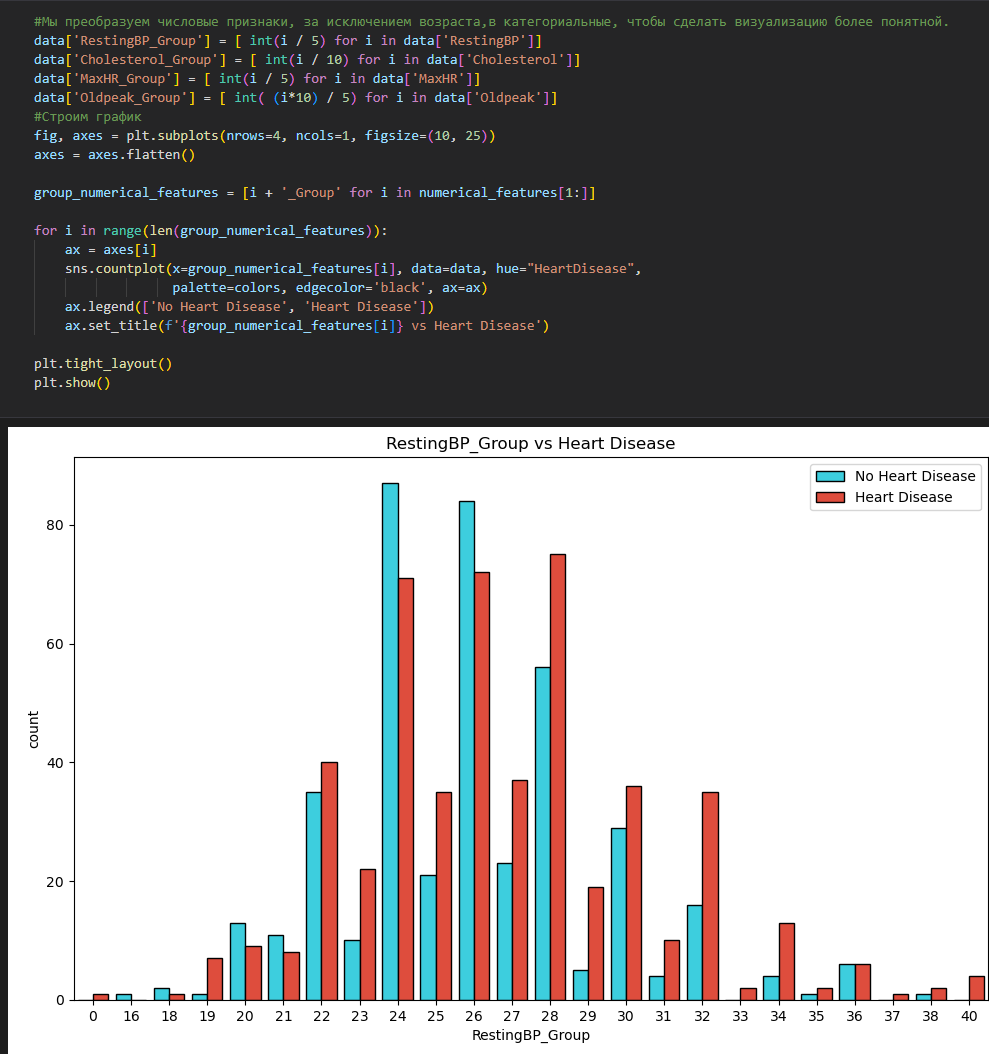 #Мы преобразуем числовые признаки, за исключением возраста,в категориальные, чтобы сделать визуализацию более понятной.
data['RestingBP_Group'] = [ int(i / 5) for i in data['RestingBP']]
data['Cholesterol_Group'] = [ int(i / 10) for i in data['Cholesterol']]
data['MaxHR_Group'] = [ int(i / 5) for i in data['MaxHR']]
data['Oldpeak_Group'] = [ int( (i*10) / 5) for i in data['Oldpeak']]
#Строим график
fig, axes = plt.subplots(nrows=4, ncols=1, figsize=(10, 25))
axes = axes.flatten()
group_numerical_features = [i + '_Group' for i in numerical_features[1:]]
for i in range(len(group_numerical_features)):
    ax = axes[i]
    sns.countplot(x=group_numerical_features[i], data=data, hue="HeartDisease",
                  palette=colors, edgecolor='black', ax=ax)
    ax.legend(['No Heart Disease', 'Heart Disease'])
    ax.set_title(f'{group_numerical_features[i]} vs Heart Disease')
plt.tight_layout()
plt.show()
RestingBP_Group vs Heart Disease
No Heart Disease
Heart Disease
80
60
40
20
0
count
0 16 18 19 20 21 22 23 24 25 26 27 28 29 30 31 32 33 34 35 36 37 38 40
RestingBP_Group